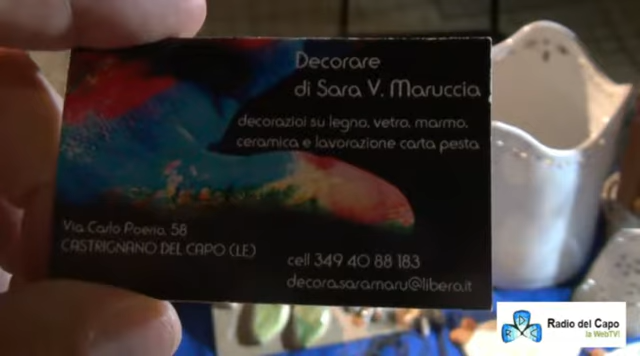 Decorare
di Sara V. Maruccia
decorazioi su legno, vetro, marmo,
ceramica e lavorazione carta pesta
Via Carlo Poerio, 58
CASTRIGNANO DEL CAPO (LE)
cell 349 40 88 183
decora.saramaru@libero.it
Radio del Capo
la WebTV!